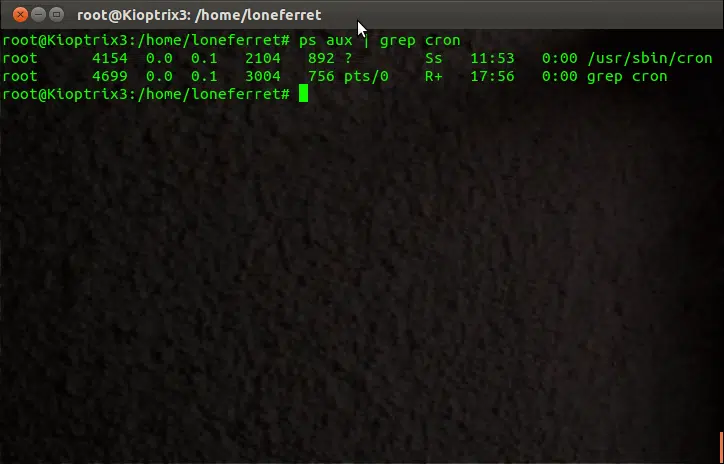 root@Kioptrix3: /home/loneferret
root@Kioptrix3:/home/loneferret# ps aux | grep cron
root      4154  0.0  0.1   2104   892 ?        Ss   11:53   0:00 /usr/sbin/cron
root      4699  0.0  0.1   3004   756 pts/0    R+   17:56   0:00 grep cron
root@Kioptrix3:/home/loneferret#